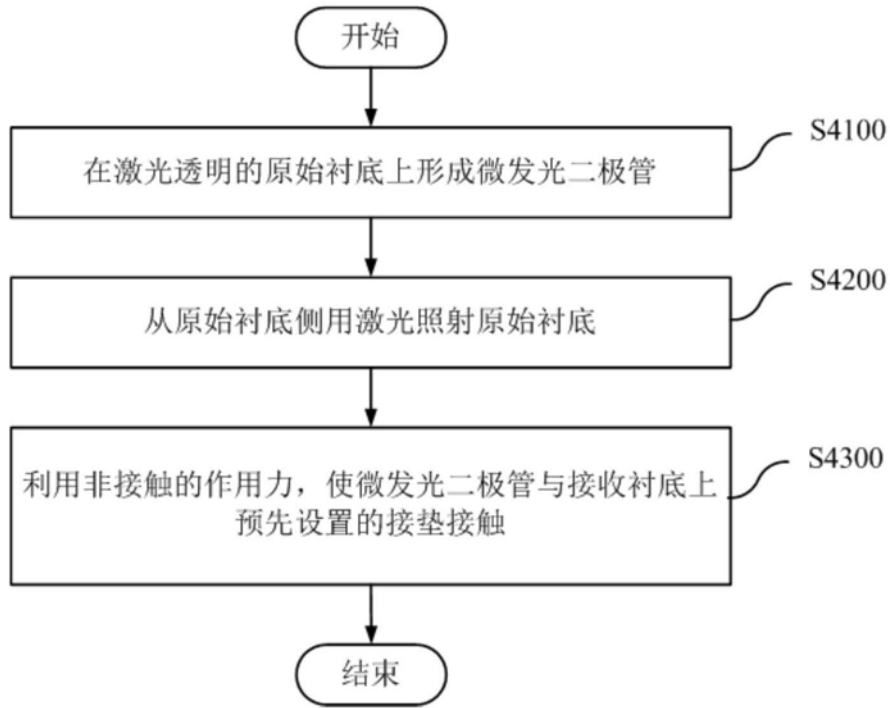 开始
在激光透明的原始衬底上形成微发光二极管
S4100
从原始衬底侧用激光照射原始衬底
S4200
利用非接触的作用力，使微发光二极管与接收衬底上
预先设置的接垫接触
S4300
结束